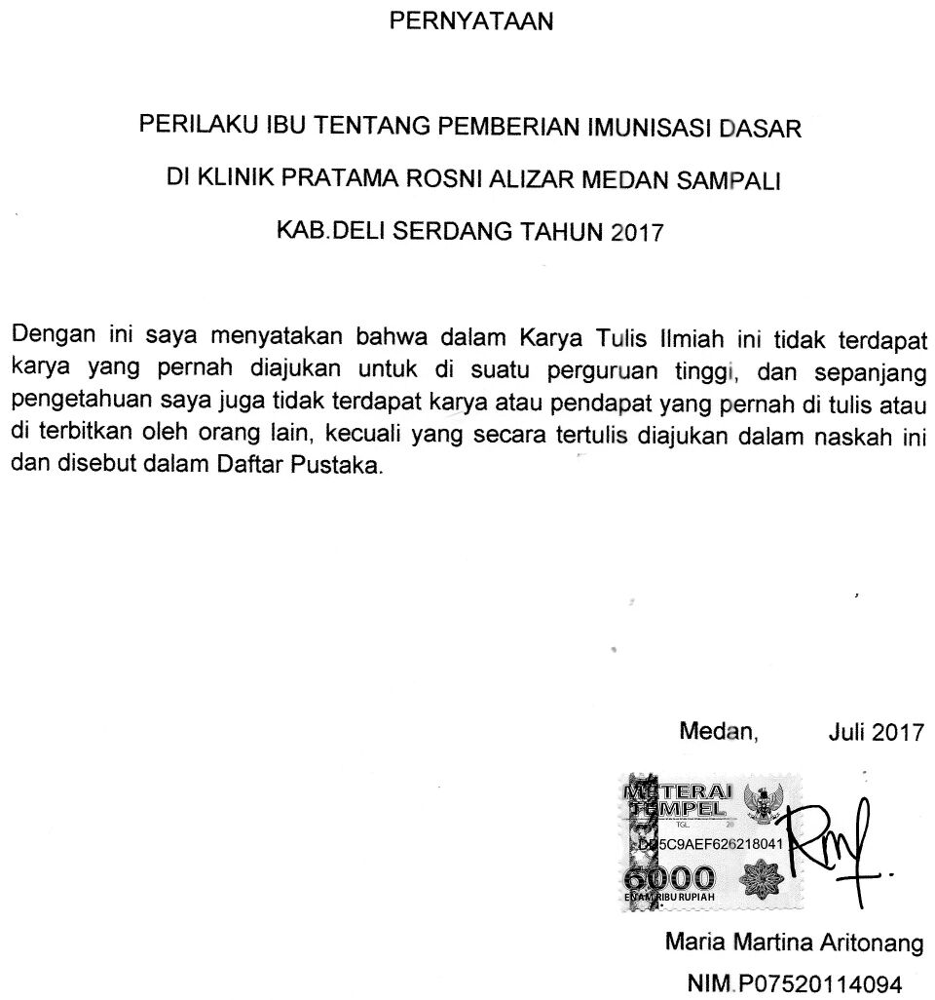 PERNYATAAN
PERILAKU IBU TENTANG PEMBERIAN IMUNISASI DASAR
DI KLINIK PRATAMA ROSNI ALIZAR MEDAN SAMPALI
KAB.DELI SERDANG TAHUN 2017
Dengan ini saya menyatakan bahwa dalam Karya Tulis Ilmiah ini tidak terdapat
karya yang pernah diajukan untuk di suatu perguruan tinggi, dan sepanjang
pengetahuan saya juga tidak terdapat karya atau pendapat yang pernah di tulis atau
di terbitkan oleh orang lain, kecuali yang secara tertulis diajukan dalam naskah ini
dan disebut dalam Daftar Pustaka.
Medan, Juli 2017
METERAI
TEMPEL
TGL. 20
5C9AEF626218041
6000
ENAM RIBU RUPIAH
Maria Martina Aritonang
NIM.P07520114094